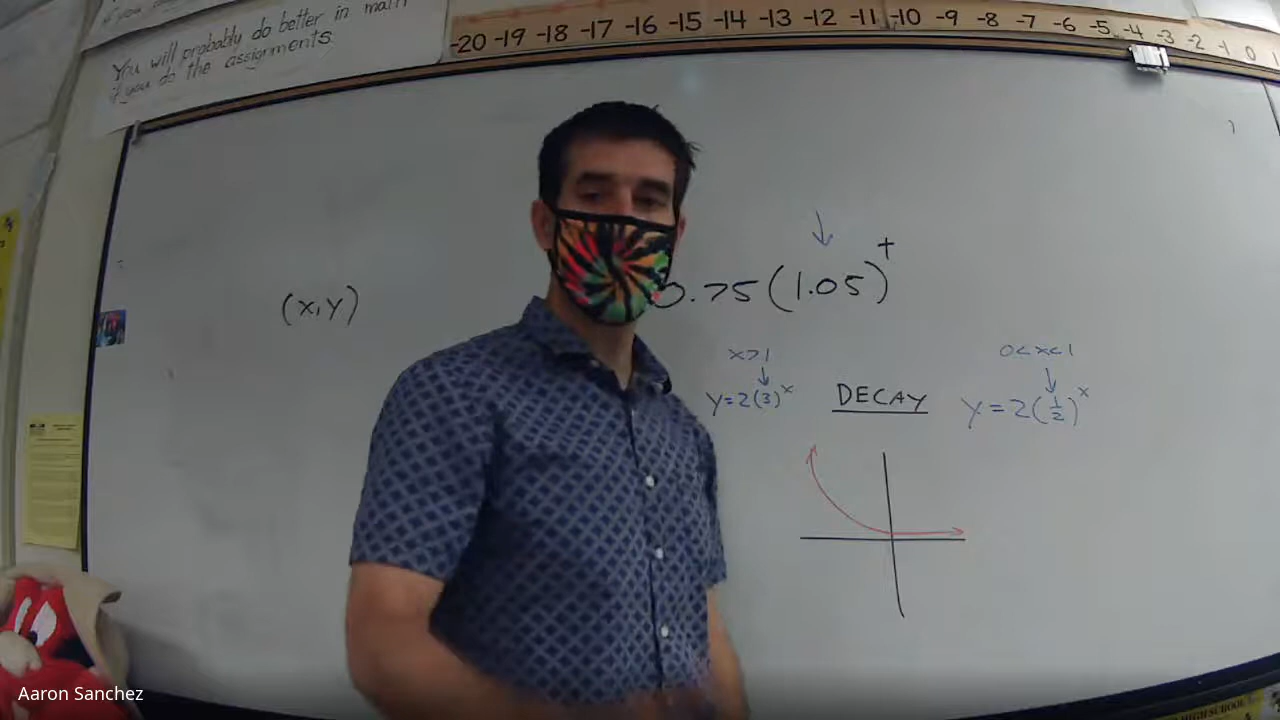 You will probably do better in math
if you do the assignments.
-20 -19 -18 -17 -16 -15 -14 -13 -12 -11 -10 -9 -8 -7 -6 -5 -4 -3 -2 -1 0 1
(x,y)
0.75(1.05)^t
x>1
y=2(3)^x
DECAY
0<x<1
y=2(1/2)^x
Aaron Sanchez